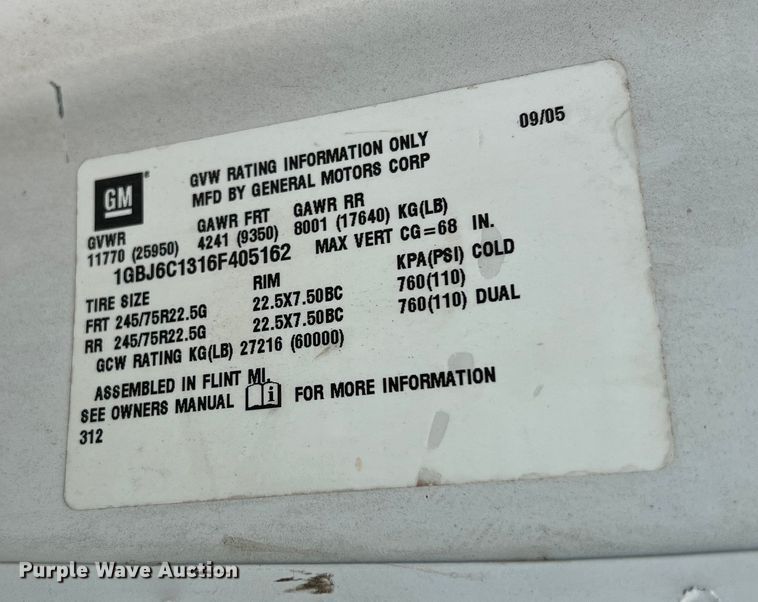 09/05
GM ®
GVW RATING INFORMATION ONLY
MFD BY GENERAL MOTORS CORP
GVWR GAWR FRT GAWR RR
11770 (25950) 4241 (9350) 8001 (17640) KG(LB)
1GBJ6C1316F405162 MAX VERT CG=68 IN.
TIRE SIZE RIM KPA(PSI) COLD
FRT 245/75R22.5G 22.5X7.50BC 760(110)
RR 245/75R22.5G 22.5X7.50BC 760(110) DUAL
GCW RATING KG(LB) 27216 (60000)
ASSEMBLED IN FLINT MI.
SEE OWNERS MANUAL i FOR MORE INFORMATION
312
Purple Wave Auction